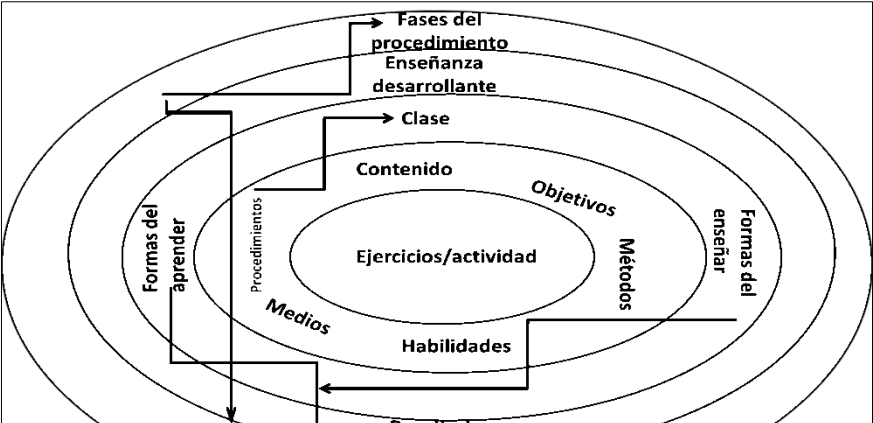 Fases del
procedimiento
Enseñanza
desarrollante
Clase
Contenido
Objetivos
Formas del
aprender
Procedimientos
Ejercicios/actividad
Métodos
Formas del
enseñar
Medios
Habilidades